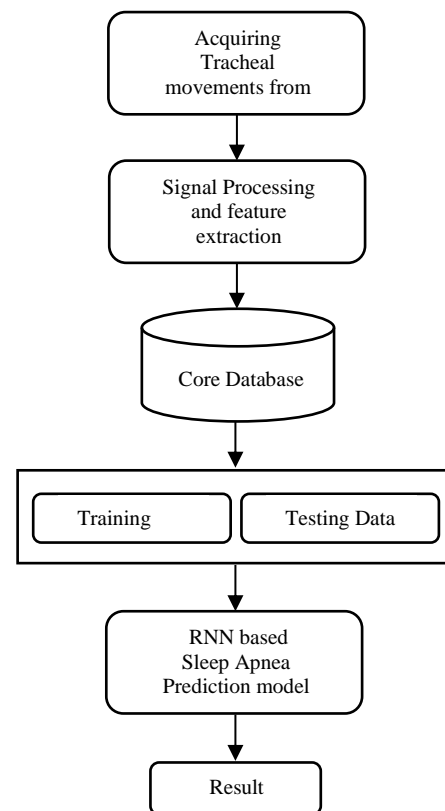 Acquiring
Tracheal
movements from
Signal Processing
and feature
extraction
Core Database
Training
Testing Data
RNN based
Sleep Apnea
Prediction model
Result